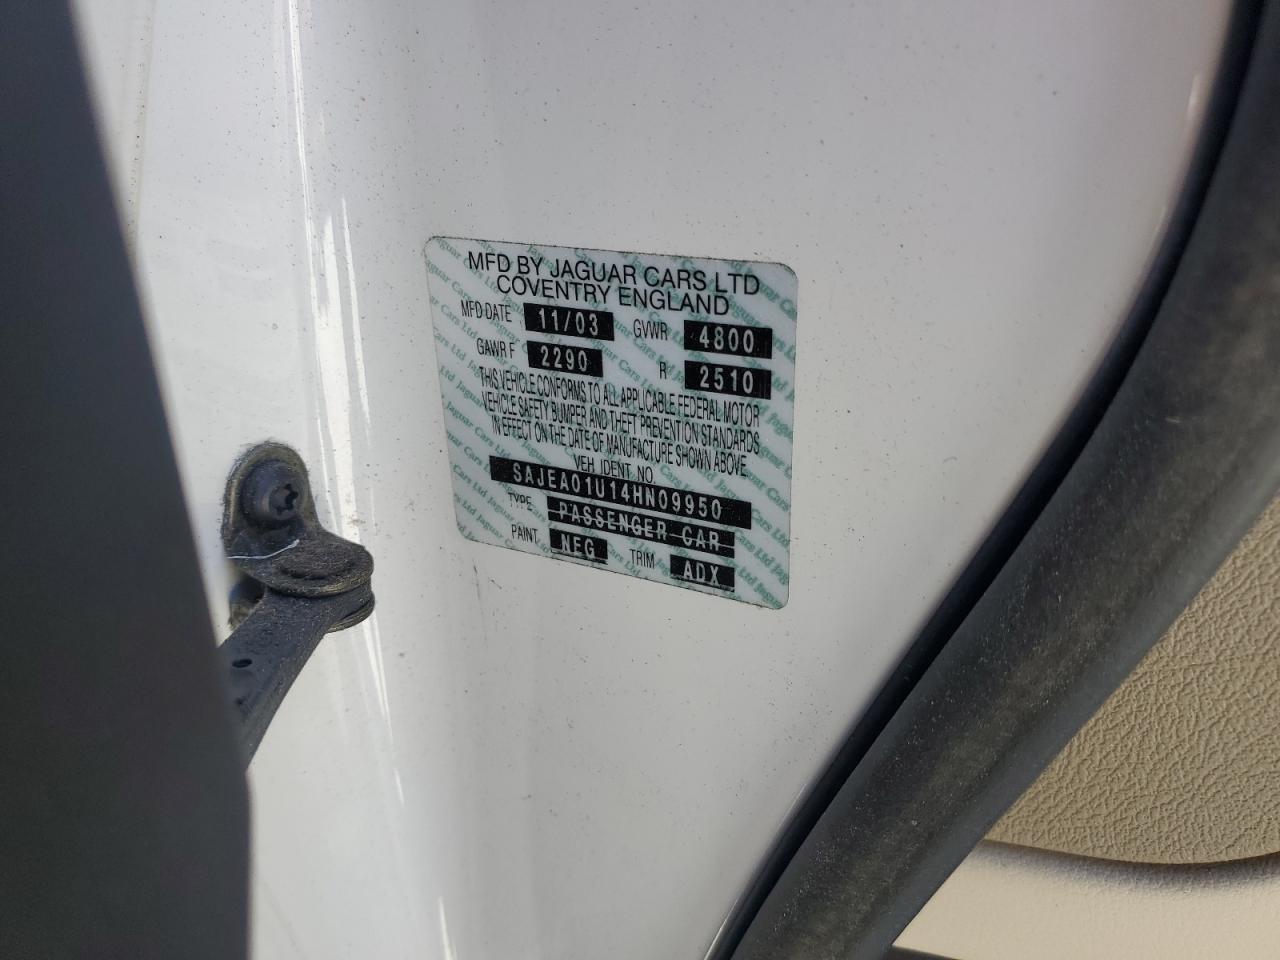 MFD BY JAGUAR CARS LTD
COVENTRY ENGLAND
MFD DATE 11/03 GVWR 4800
GAWR F 2290 R 2510
THIS VEHICLE CONFORMS TO ALL APPLICABLE FEDERAL MOTOR
VEHICLE SAFETY BUMPER AND THEFT PREVENTION STANDARDS
IN EFFECT ON THE DATE OF MANUFACTURE SHOWN ABOVE
VEH IDENT NO.
SAJEA01U14HN09950
TYPE PASSENGER CAR
PAINT NEG TRIM ADX